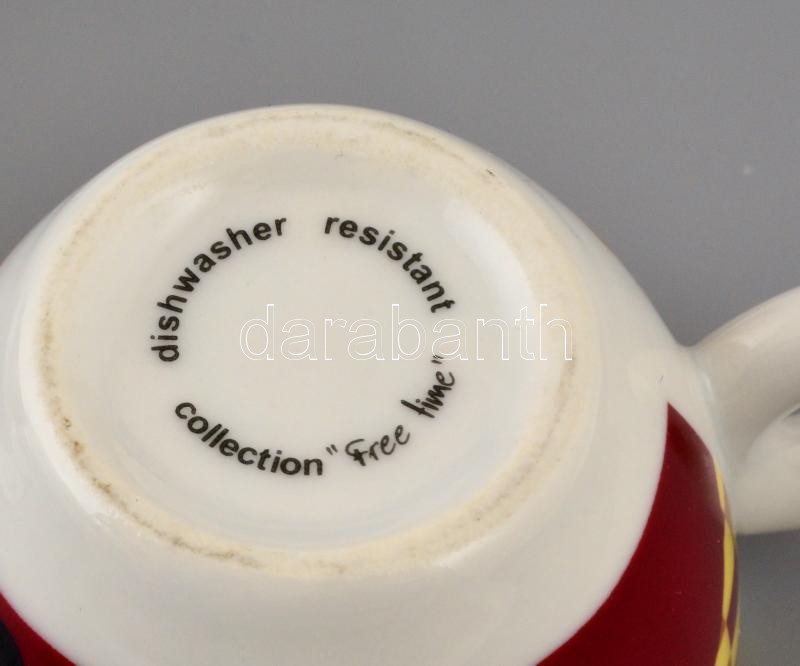 dishwasher resistant
collection "Free time"
darabanth